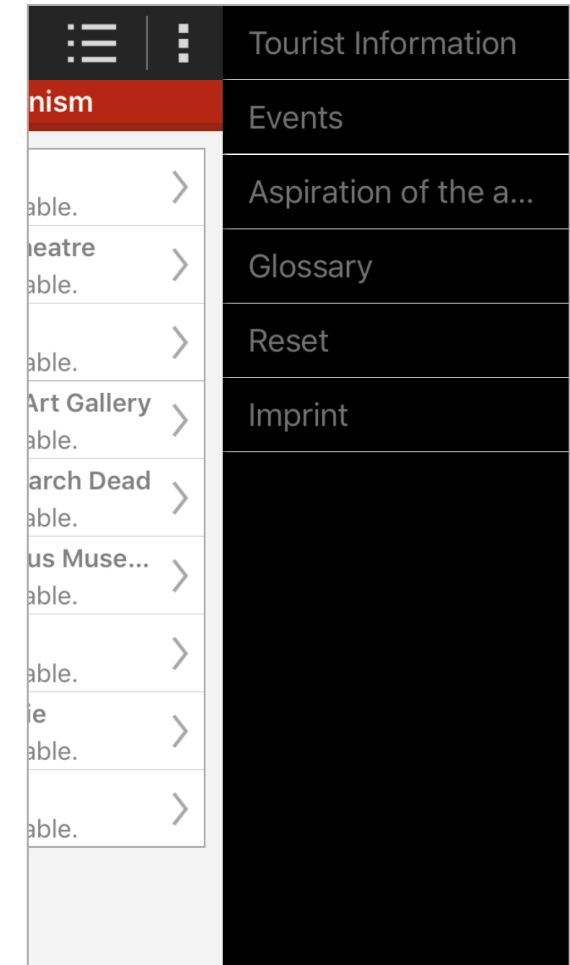 nism
able.
eatre
able.
able.
Art Gallery
able.
arch Dead
able.
us Muse...
able.
able.
ie
able.
able.
Tourist Information
Events
Aspiration of the a...
Glossary
Reset
Imprint